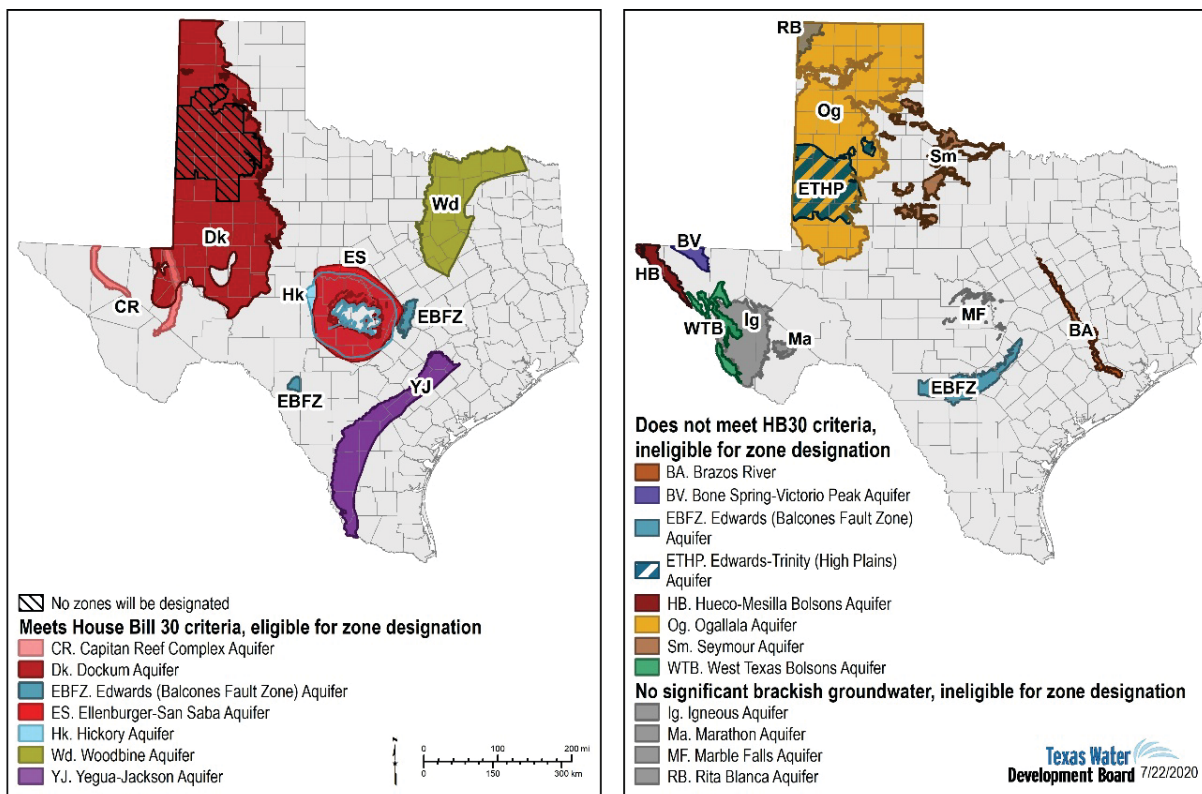 Dk
Wd
ES
Hk
EBFZ
CR
YJ
EBFZ
No zones will be designated
Meets House Bill 30 criteria, eligible for zone designation
CR. Capitan Reef Complex Aquifer
Dk. Dockum Aquifer
EBFZ. Edwards (Balcones Fault Zone) Aquifer
ES. Ellenburger-San Saba Aquifer
Hk. Hickory Aquifer
Wd. Woodbine Aquifer
YJ. Yegua-Jackson Aquifer
0 100 200 mi
0 150 300 km
RB
Og
Sm
ETHP
BV
HB
WTB
Ig
Ma
MF
BA
EBFZ
Does not meet HB30 criteria,
ineligible for zone designation
BA. Brazos River
BV. Bone Spring-Victorio Peak Aquifer
EBFZ. Edwards (Balcones Fault Zone)
Aquifer
ETHP. Edwards-Trinity (High Plains)
Aquifer
HB. Hueco-Mesilla Bolsons Aquifer
Og. Ogallala Aquifer
Sm. Seymour Aquifer
WTB. West Texas Bolsons Aquifer
No significant brackish groundwater, ineligible for zone designation
Ig. Igneous Aquifer
Ma. Marathon Aquifer
MF. Marble Falls Aquifer
RB. Rita Blanca Aquifer
Texas Water
Development Board 7/22/2020